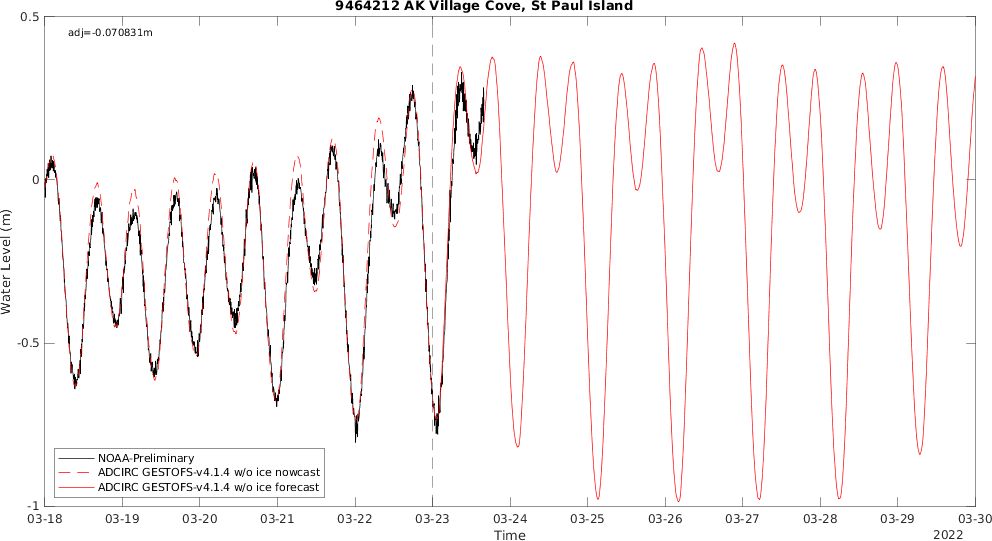 9464212 AK Village Cove, St Paul Island
adj=-0.070831m
0.5
0
-0.5
-1
Water Level (m)
NOAA-Preliminary
ADCIRC GESTOFS-v4.1.4 w/o ice nowcast
ADCIRC GESTOFS-v4.1.4 w/o ice forecast
03-18 03-19 03-20 03-21 03-22 03-23 03-24 03-25 03-26 03-27 03-28 03-29 03-30
Time
2022